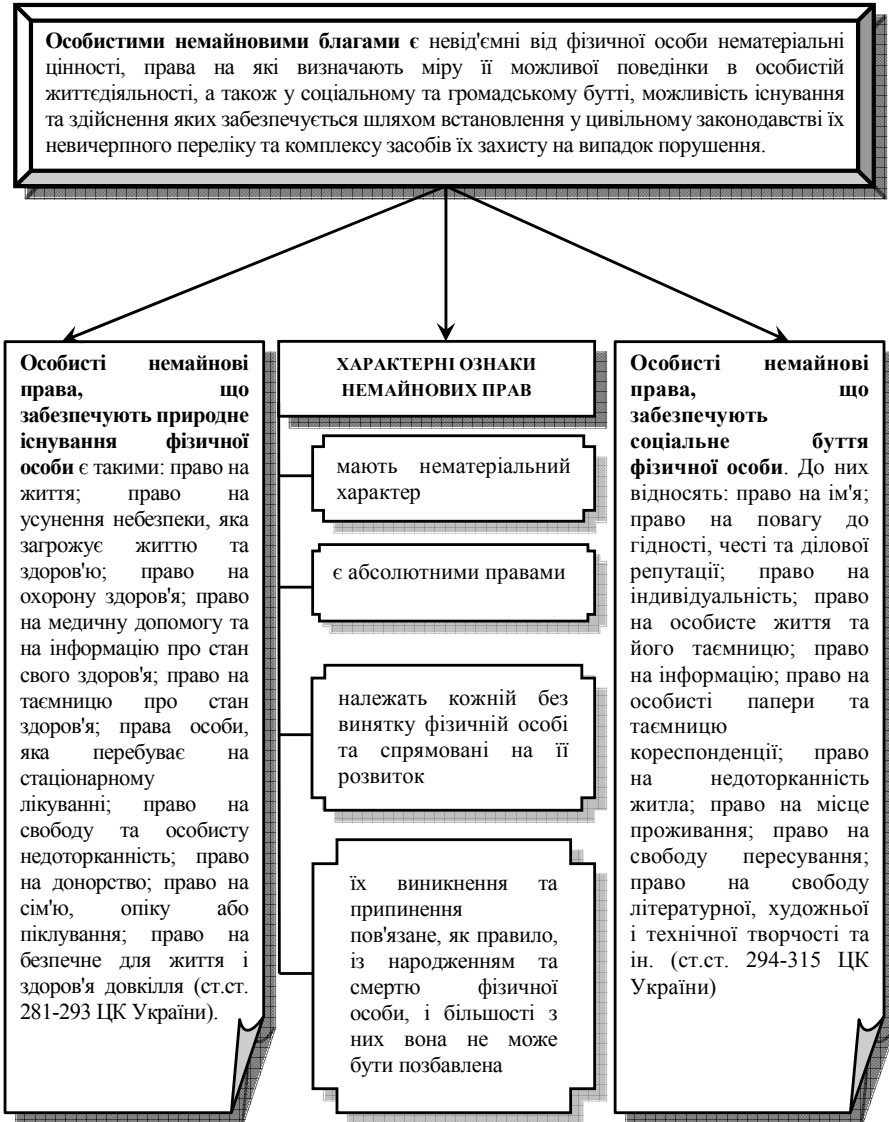 Особистими немайновими благами є невід'ємні від фізичної особи нематеріальні
цінності, права на які визначають міру її можливої поведінки в особистій
життєдіяльності, а також у соціальному та громадському бутті, можливість існування
та здійснення яких забезпечується шляхом встановлення у цивільному законодавстві їх
невичерпного переліку та комплексу засобів їх захисту на випадок порушення.
Особисті немайнові
права, що
забезпечують природне
існування фізичної
особи є такими: право на
життя; право на
усунення небезпеки, яка
загрожує життю та
здоров'ю; право на
охорону здоров'я; право
на медичну допомогу та
на інформацію про стан
свого здоров'я; право на
таємницю про стан
здоров'я; права особи,
яка перебуває на
стаціонарному
лікуванні; право на
свободу та особисту
недоторканність; право
на донорство; право на
сім'ю, опіку або
піклування; право на
безпечне для життя і
здоров'я довкілля (ст.ст.
281-293 ЦК України).
ХАРАКТЕРНІ ОЗНАКИ
НЕМАЙНОВИХ ПРАВ
мають нематеріальний
характер
є абсолютними правами
належать кожній без
винятку фізичній особі
та спрямовані на її
розвиток
їх виникнення та
припинення
пов'язане, як правило,
із народженням та
смертю фізичної
особи, і більшості з
них вона не може
бути позбавлена
Особисті немайнові
права, що
забезпечують
соціальне буття
фізичної особи. До них
відносять: право на ім'я;
право на повагу до
гідності, честі та ділової
репутації; право на
індивідуальність; право
на особисте життя та
його таємницю; право
на інформацію; право на
особисті папери та
таємницю
кореспонденції; право
на недоторканність
житла; право на місце
проживання; право на
свободу пересування;
право на свободу
літературної, художньої
і технічної творчості та
ін. (ст.ст. 294-315 ЦК
України)